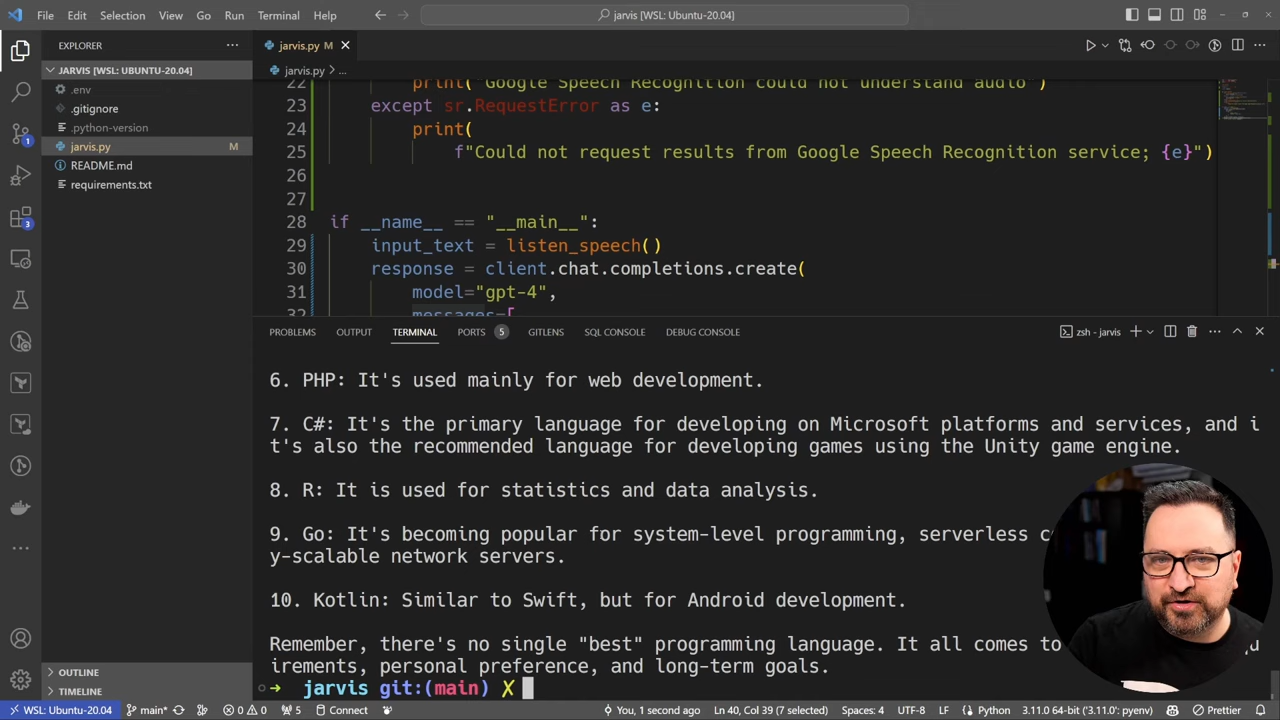 File Edit Selection View Go Run Terminal Help
jarvis [WSL: Ubuntu-20.04]
EXPLORER
jarvis.py M
JARVIS [WSL: UBUNTU-20.04]
.env
.gitignore
.python-version
jarvis.py M
README.md
requirements.txt
OUTLINE
TIMELINE
1
3
jarvis.py > ...
22 print("Google Speech Recognition could not understand audio")
23 except sr.RequestError as e:
24 print(
25 f"Could not request results from Google Speech Recognition service; {e}")
26
27
28 if __name__ == "__main__":
29 input_text = listen_speech()
30 response = client.chat.completions.create(
31 model="gpt-4",
32 messages=[
PROBLEMS OUTPUT TERMINAL PORTS 5 GITLENS SQL CONSOLE DEBUG CONSOLE
zsh - jarvis
6. PHP: It's used mainly for web development.
7. C#: It's the primary language for developing on Microsoft platforms and services, and i
t's also the recommended language for developing games using the Unity game engine.
8. R: It is used for statistics and data analysis.
9. Go: It's becoming popular for system-level programming, serverless
y-scalable network servers.
10. Kotlin: Similar to Swift, but for Android development.
Remember, there's no single "best" programming language. It all comes to
irements, personal preference, and long-term goals.
→ jarvis git:(main) ✗
WSL: Ubuntu-20.04 main* 0 0 5 Connect You, 1 second ago Ln 40, Col 39 (7 selected) Spaces: 4 UTF-8 LF Python 3.11.0 64-bit ('3.11.0': pyenv) Prettier